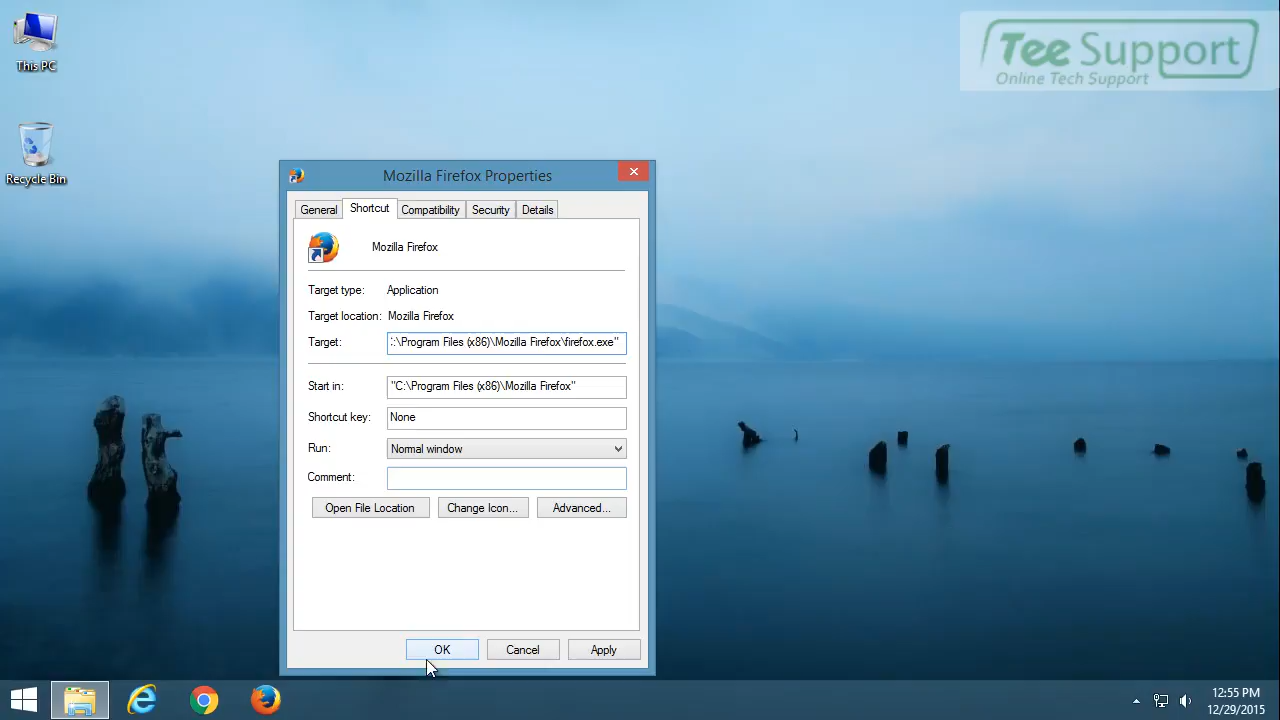 This PC
Recycle Bin
Tee Support
Online Tech Support
Mozilla Firefox Properties
General Shortcut Compatibility Security Details
Mozilla Firefox
Target type: Application
Target location: Mozilla Firefox
Target: :\Program Files (x86)\Mozilla Firefox\firefox.exe"
Start in: "C:\Program Files (x86)\Mozilla Firefox"
Shortcut key: None
Run: Normal window
Comment:
Open File Location Change Icon... Advanced...
OK Cancel Apply
12:55 PM
12/29/2015